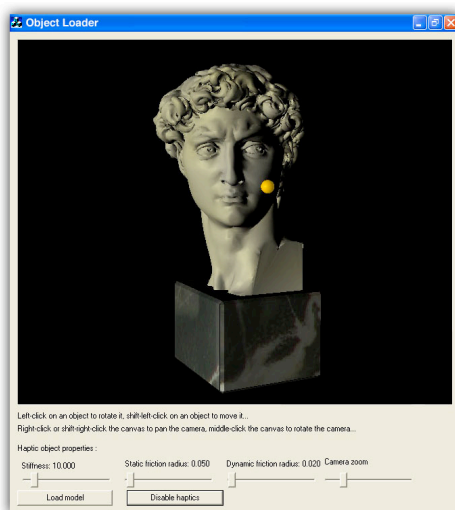 Object Loader
Left-click on an object to rotate it, shift-left-click on an object to move it...
Right-click or shift-right-click the canvas to pan the camera, middle-click the canvas to rotate the camera...
Haptic object properties :
Stiffness: 10.000 Static friction radius: 0.050 Dynamic friction radius: 0.020 Camera zoom
Load model Disable haptics